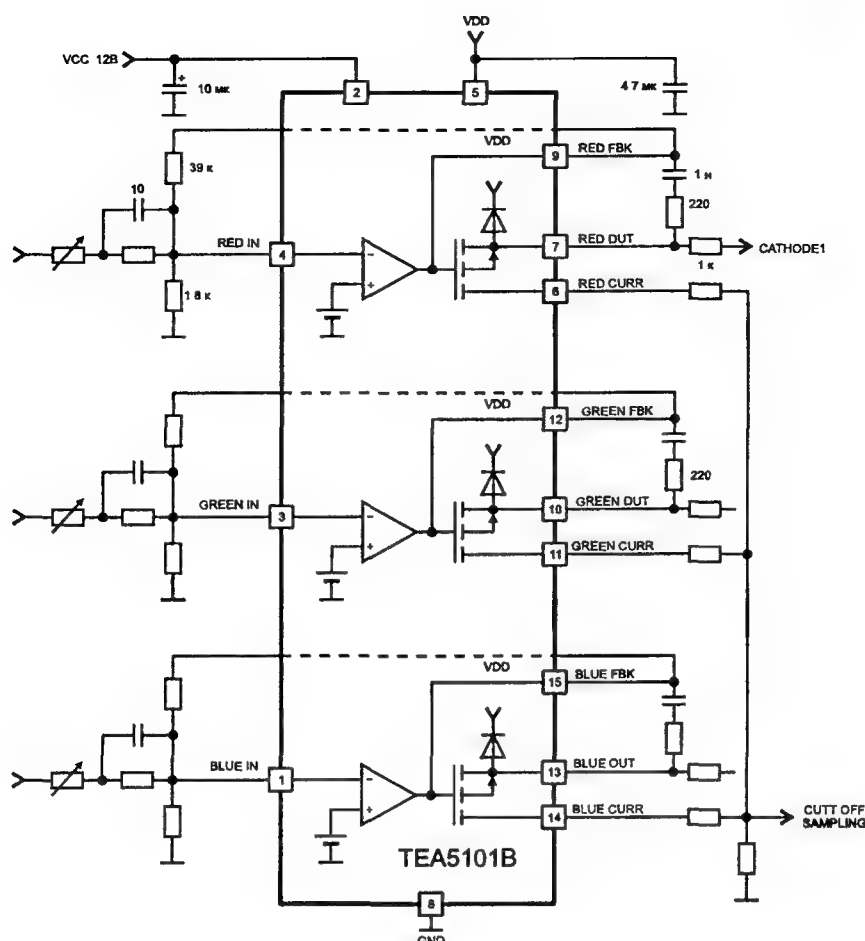 VDD
VCC 12В
10 мк
2
5
4 7 мк
VDD
9
RED FBK
39 к
1 н
10
220
RED IN
4
7
RED DUT
CATHODE1
1 к
6
RED CURR
1 8 к
VDD
12
GREEN FBK
220
GREEN IN
3
10
GREEN DUT
11
GREEN CURR
VDD
15
BLUE FBK
BLUE IN
1
13
BLUE OUT
14
BLUE CURR
CUTT OFF
SAMPLING
TEA5101B
8
GND